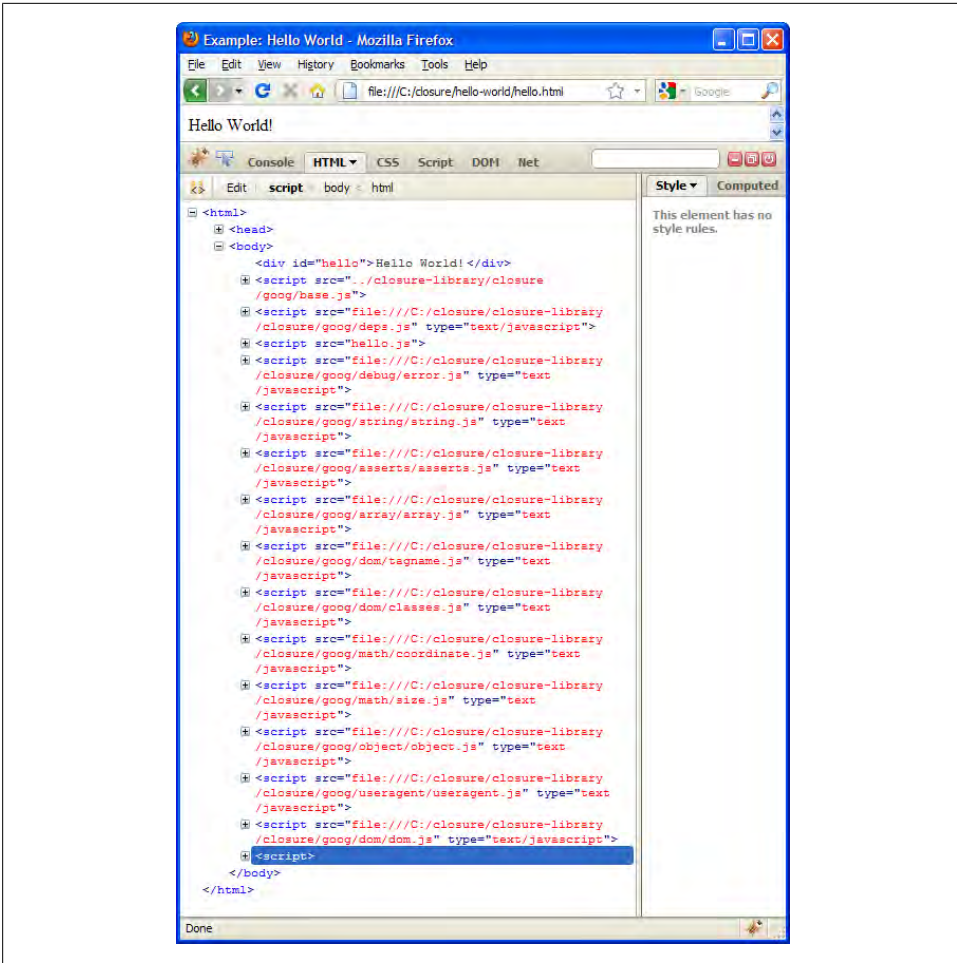 Example: Hello World - Mozilla Firefox
File Edit View History Bookmarks Tools Help
file:///C:/closure/hello-world/hello.html Google
Hello World!
Console HTML CSS Script DOM Net
Edit script body < html Style Computed
This element has no
style rules.
<html>
<head>
<body>
<div id="hello">Hello World!</div>
<script src="../closure-library/closure
/goog/base.js">
<script src="file:///C:/closure/closure-library
/closure/goog/deps.js" type="text/javascript">
<script src="hello.js">
<script src="file:///C:/closure/closure-library
/closure/goog/debug/error.js" type="text
/javascript">
<script src="file:///C:/closure/closure-library
/closure/goog/string/string.js" type="text
/javascript">
<script src="file:///C:/closure/closure-library
/closure/goog/asserts/asserts.js" type="text
/javascript">
<script src="file:///C:/closure/closure-library
/closure/goog/array/array.js" type="text
/javascript">
<script src="file:///C:/closure/closure-library
/closure/goog/dom/tagname.js" type="text
/javascript">
<script src="file:///C:/closure/closure-library
/closure/goog/dom/classes.js" type="text
/javascript">
<script src="file:///C:/closure/closure-library
/closure/goog/math/coordinate.js" type="text
/javascript">
<script src="file:///C:/closure/closure-library
/closure/goog/math/size.js" type="text
/javascript">
<script src="file:///C:/closure/closure-library
/closure/goog/object/object.js" type="text
/javascript">
<script src="file:///C:/closure/closure-library
/closure/goog/useragent/useragent.js" type="text
/javascript">
<script src="file:///C:/closure/closure-library
/closure/goog/dom/dom.js" type="text/javascript">
<script>
</body>
</html>
Done